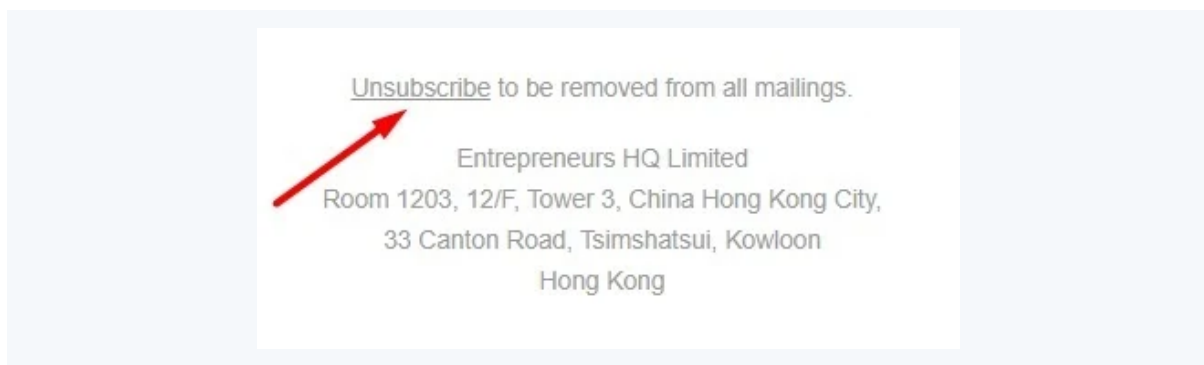 Unsubscribe to be removed from all mailings.
Entrepreneurs HQ Limited
Room 1203, 12/F, Tower 3, China Hong Kong City,
33 Canton Road, Tsimshatsui, Kowloon
Hong Kong